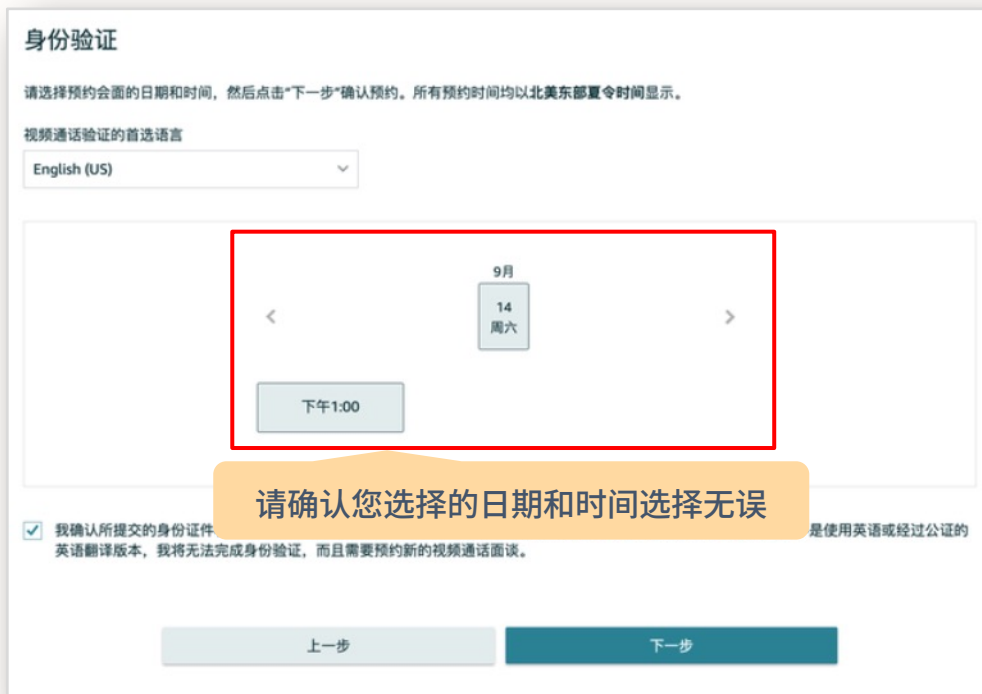 身份验证
请选择预约会面的日期和时间，然后点击“下一步”确认预约。所有预约时间均以北美东部夏令时间显示。
视频通话验证的首选语言
English (US)
9月
14
周六
下午1:00
请确认您选择的日期和时间选择无误
我确认所提交的身份证件 是使用英语或经过公证的
英语翻译版本，我将无法完成身份验证，而且需要预约新的视频通话面谈。
上一步
下一步